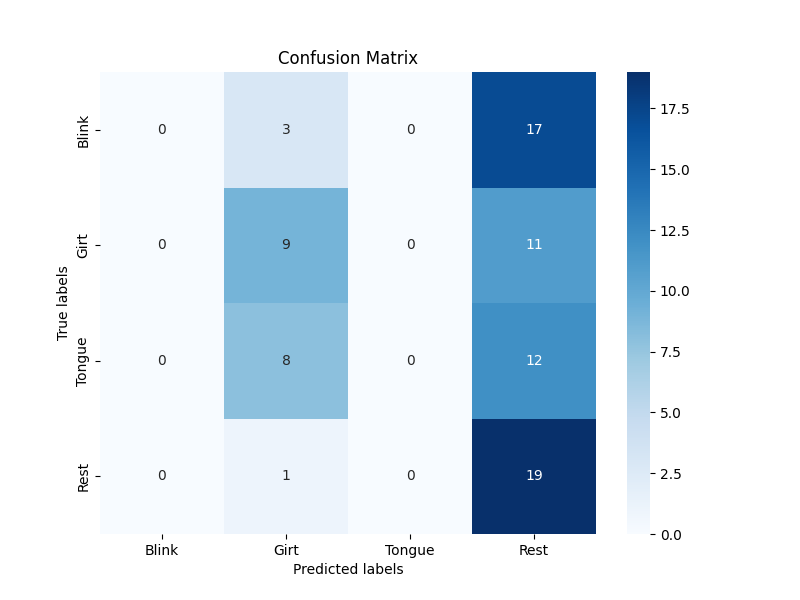 Confusion Matrix
Blink 0 3 0 17
Girt 0 9 0 11
Tongue 0 8 0 12
Rest 0 1 0 19
Blink Girt Tongue Rest
Predicted labels
True labels
17.5
15.0
12.5
10.0
7.5
5.0
2.5
0.0